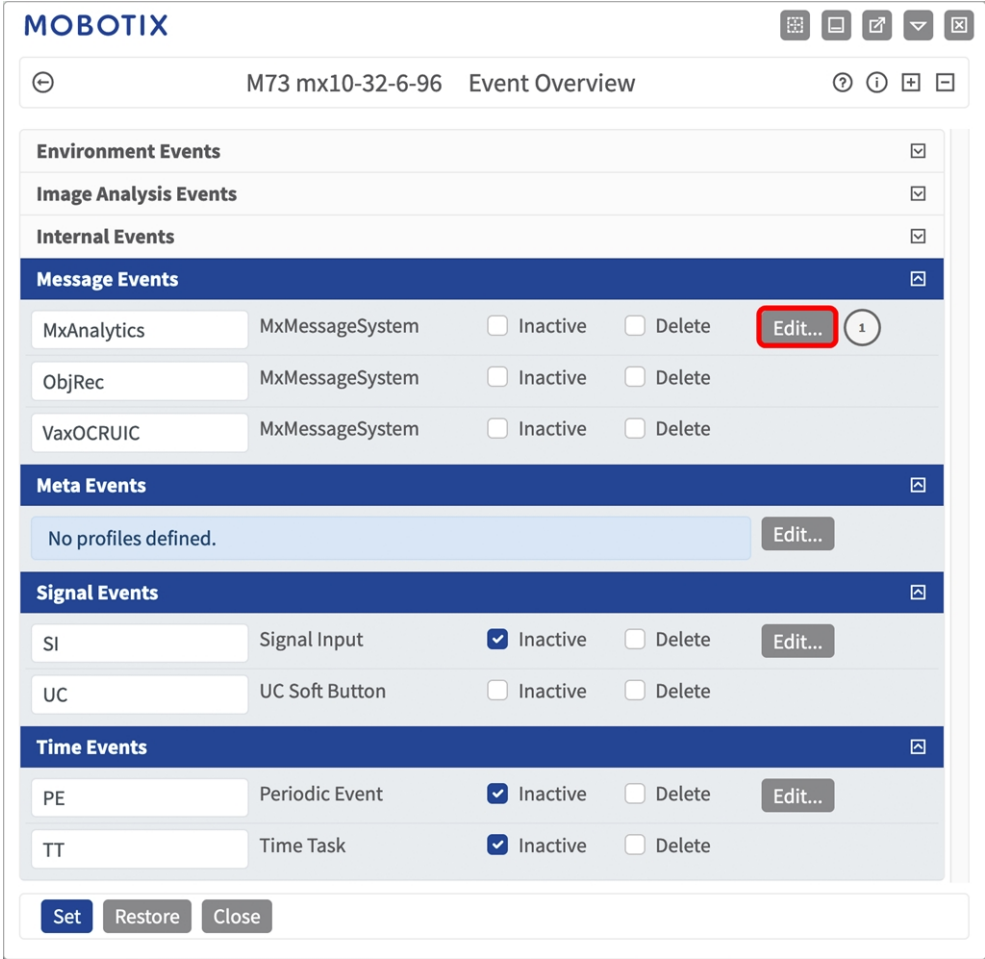 MOBOTIX
M73 mx10-32-6-96 Event Overview
Environment Events
Image Analysis Events
Internal Events
Message Events
MxAnalytics MxMessageSystem Inactive Delete Edit... 1
ObjRec MxMessageSystem Inactive Delete
VaxOCRUIC MxMessageSystem Inactive Delete
Meta Events
No profiles defined. Edit...
Signal Events
SI Signal Input Inactive Delete Edit...
UC UC Soft Button Inactive Delete
Time Events
PE Periodic Event Inactive Delete Edit...
TT Time Task Inactive Delete
Set Restore Close